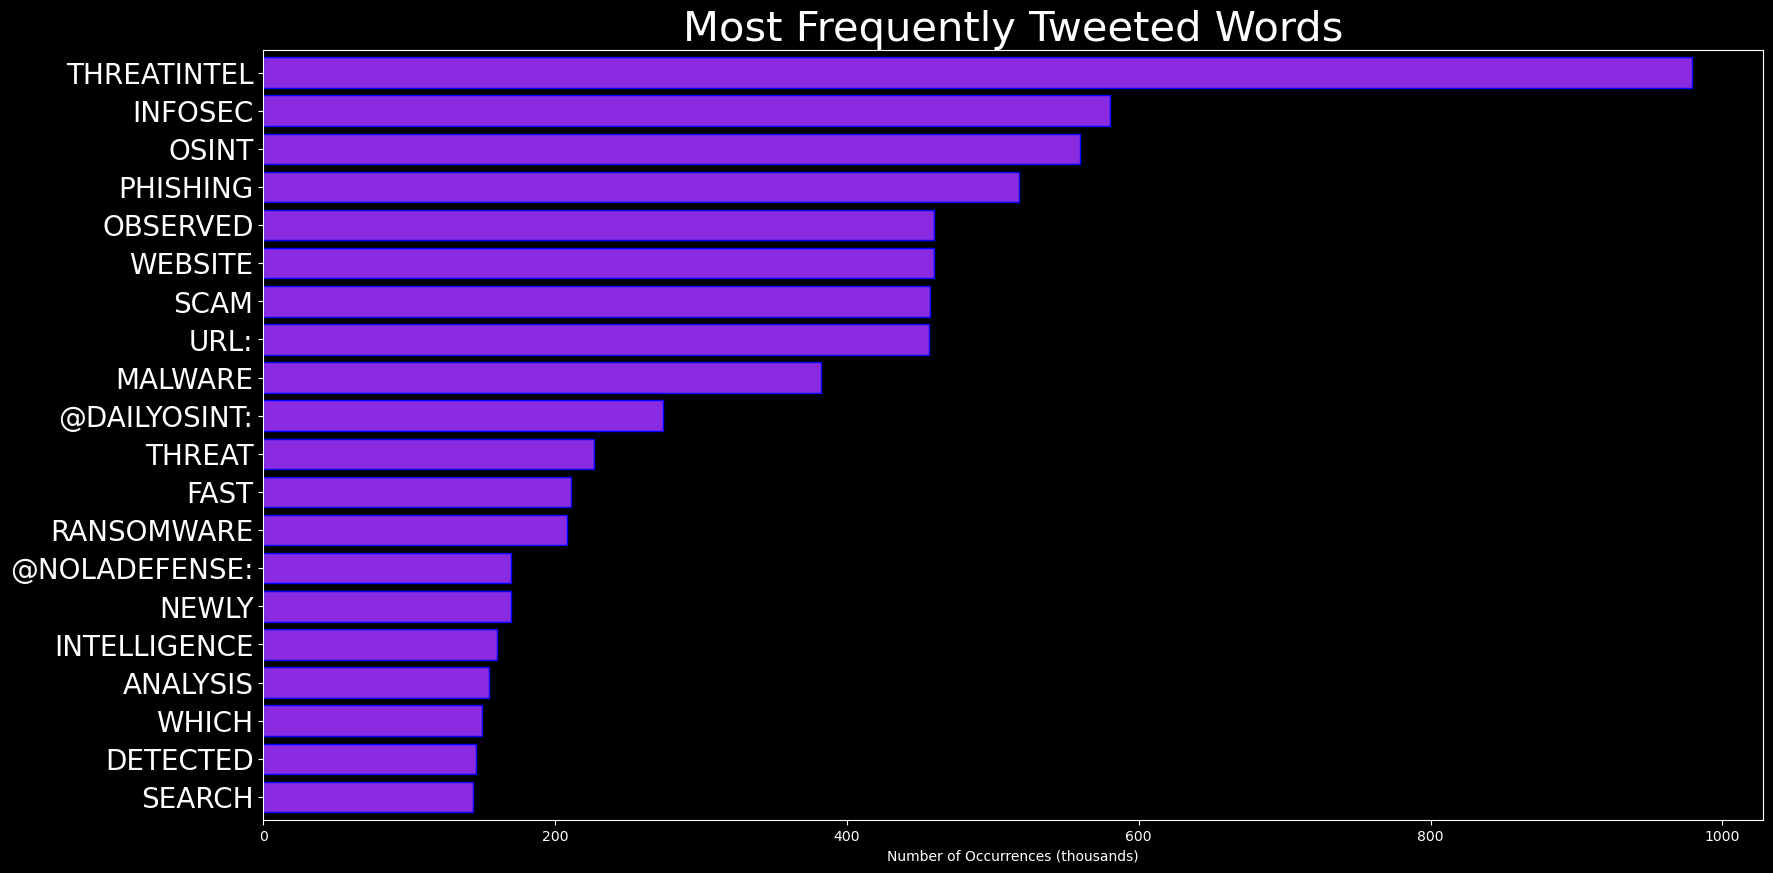 Most Frequently Tweeted Words
THREATINTEL
INFOSEC
OSINT
PHISHING
OBSERVED
WEBSITE
SCAM
URL:
MALWARE
@DAILYOSINT:
THREAT
FAST
RANSOMWARE
@NOLADEFENSE:
NEWLY
INTELLIGENCE
ANALYSIS
WHICH
DETECTED
SEARCH
0 200 400 600 800 1000
Number of Occurrences (thousands)